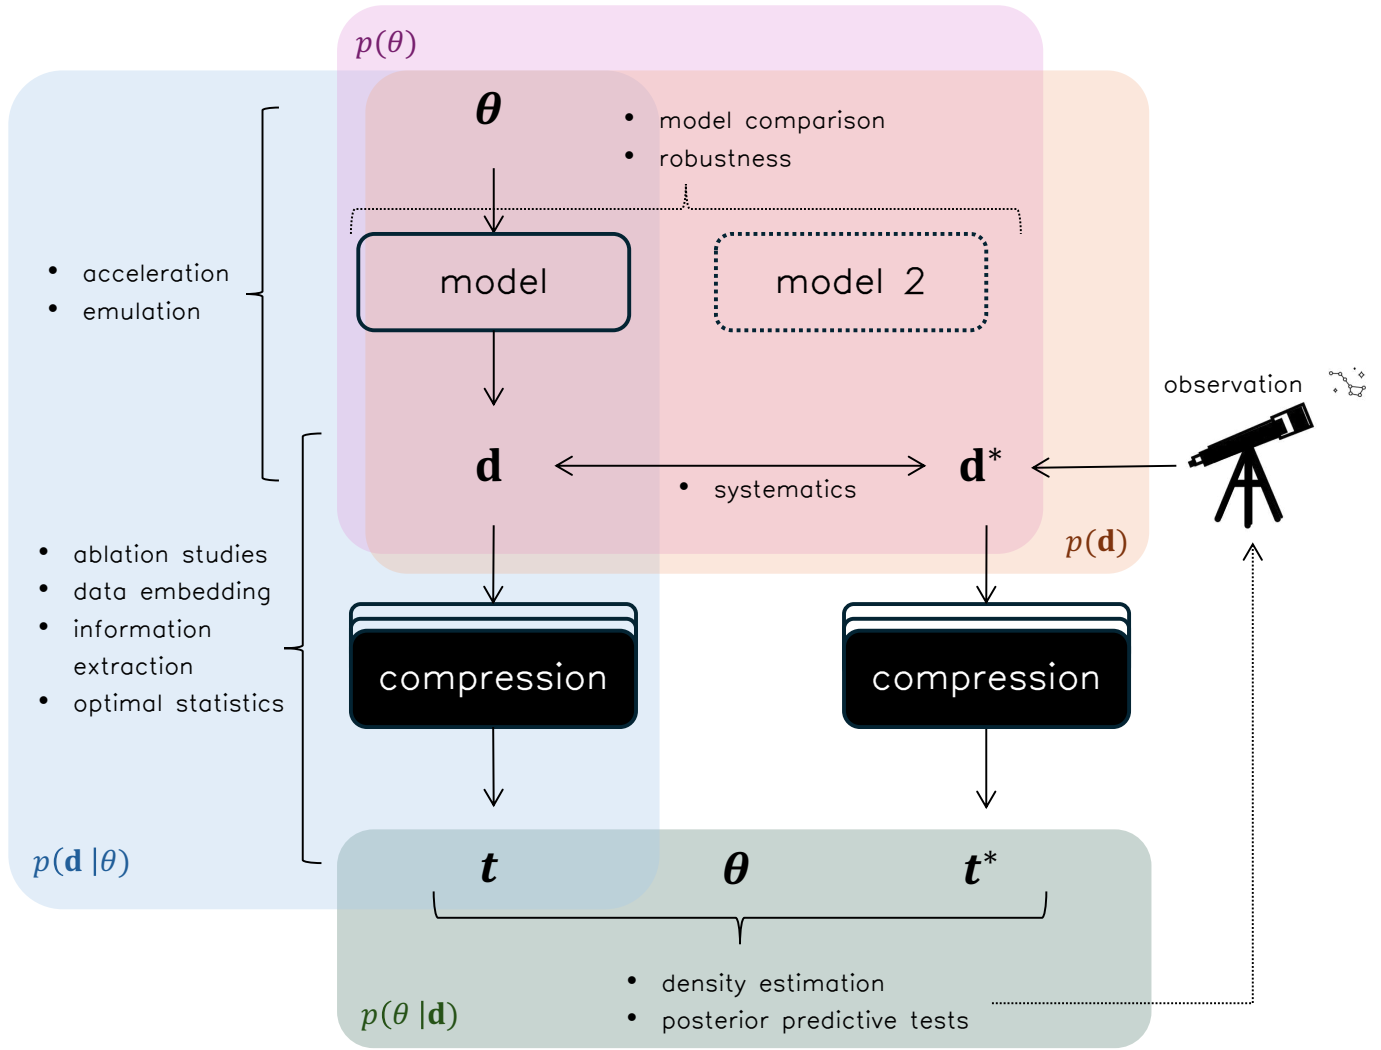 p(θ)
θ
• model comparison
• robustness
model
model 2
• acceleration
• emulation
observation
d
d*
• systematics
p(d)
• ablation studies
• data embedding
• information
extraction
• optimal statistics
compression
compression
p(d |θ)
t
θ
t*
• density estimation
• posterior predictive tests
p(θ |d)